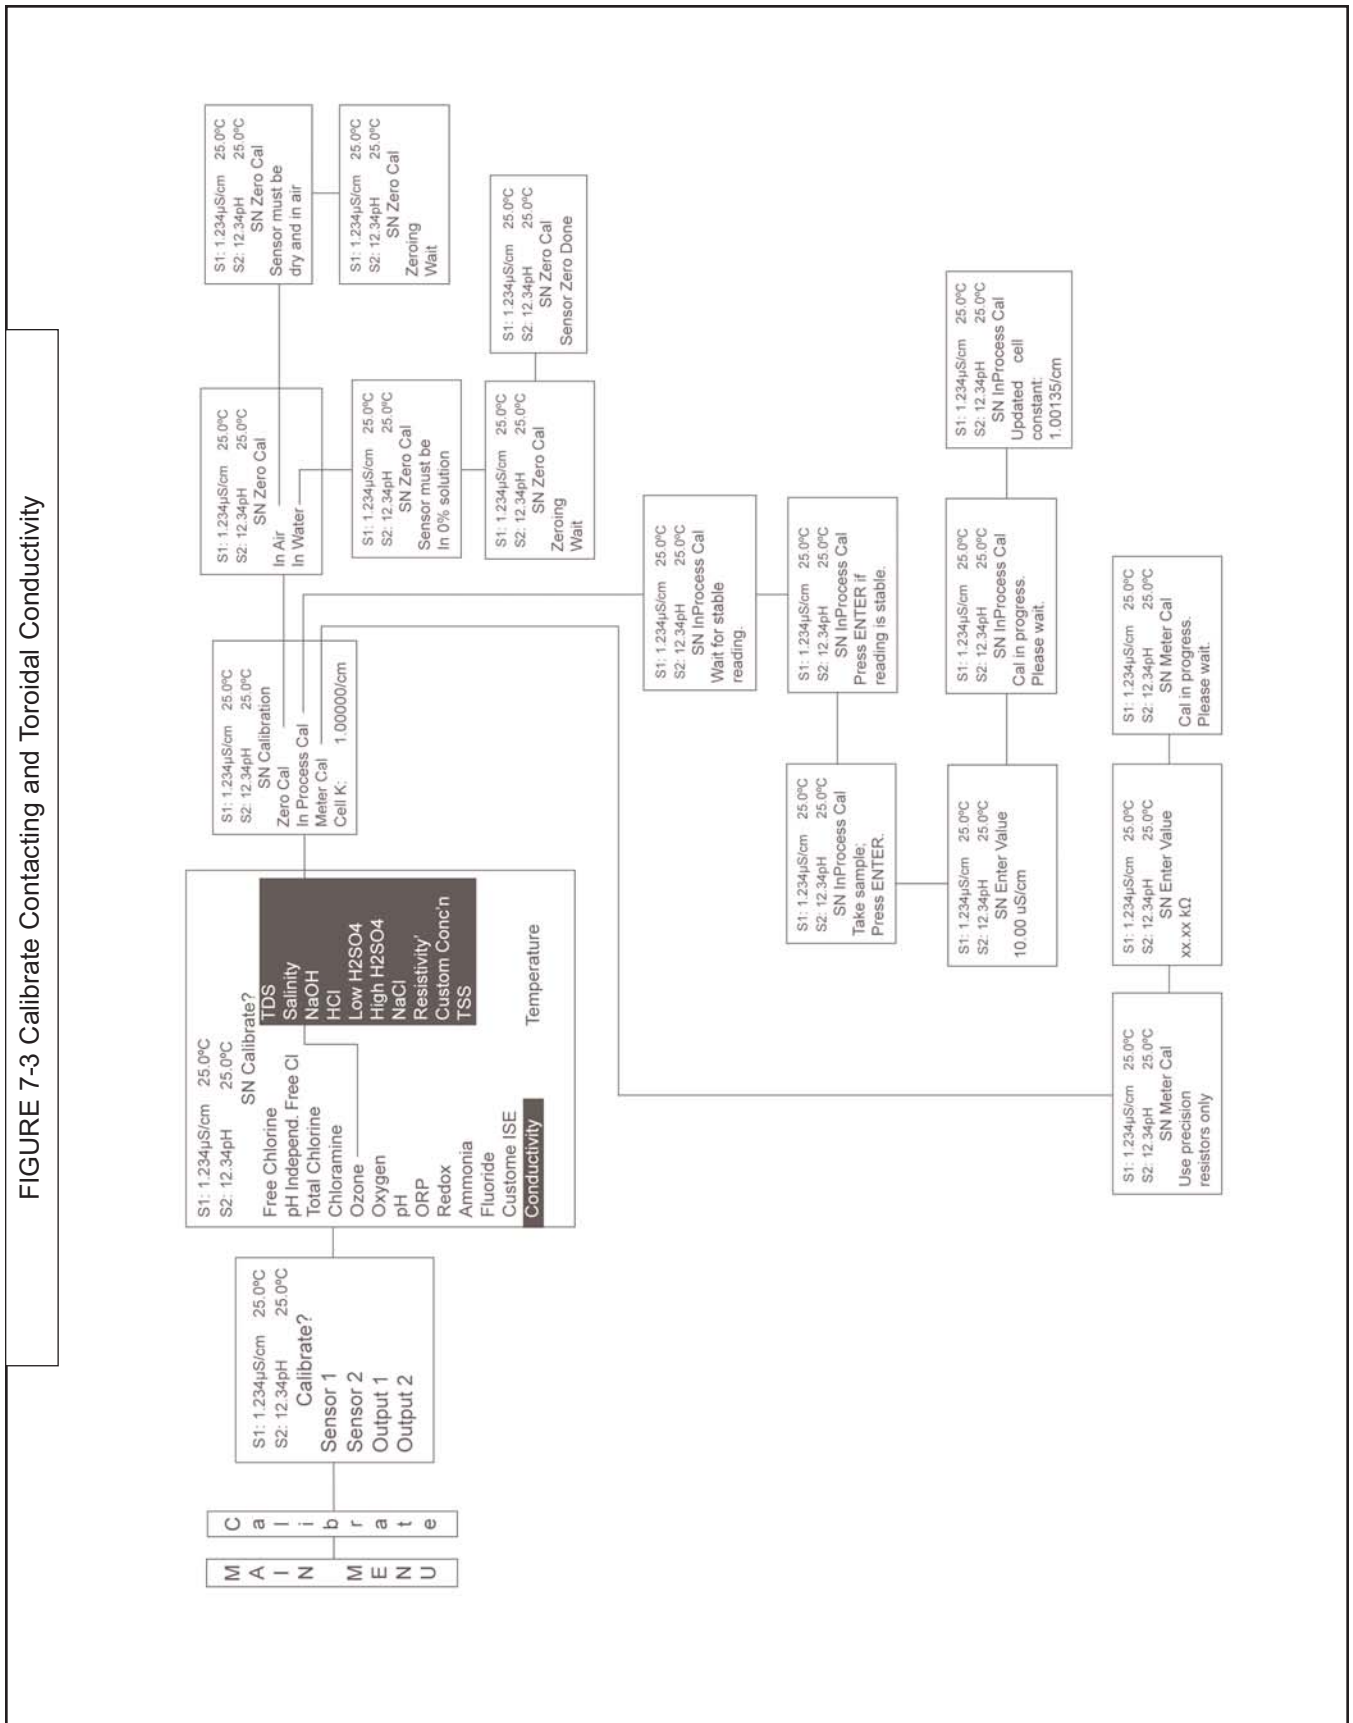 FIGURE 7-3 Calibrate Contacting and Toroidal Conductivity
MAIN MENU
Calibrate
S1: 1.234µS/cm 25.0ºC
S2: 12.34pH 25.0ºC
Calibrate?
Sensor 1
Sensor 2
Output 1
Output 2
S1: 1.234µS/cm 25.0ºC
S2: 12.34pH 25.0ºC
SN Calibrate?
Free Chlorine
pH Independ. Free Cl
Total Chlorine
Chloramine
Ozone
Oxygen
pH
ORP
Redox
Ammonia
Fluoride
Custome ISE
Conductivity
TDS
Salinity
NaOH
HCl
Low H2SO4
High H2SO4
NaCl
Resistivity'
Custom Conc'n
TSS
Temperature
S1: 1.234µS/cm 25.0ºC
S2: 12.34pH 25.0ºC
SN Calibration
Zero Cal
In Process Cal
Meter Cal
Cell K: 1.00000/cm
S1: 1.234µS/cm 25.0ºC
S2: 12.34pH 25.0ºC
SN Zero Cal
In Air
In Water
S1: 1.234µS/cm 25.0ºC
S2: 12.34pH 25.0ºC
SN Zero Cal
Sensor must be
dry and in air
S1: 1.234µS/cm 25.0ºC
S2: 12.34pH 25.0ºC
SN Zero Cal
Zeroing
Wait
S1: 1.234µS/cm 25.0ºC
S2: 12.34pH 25.0ºC
SN Zero Cal
Sensor must be
In 0% solution
S1: 1.234µS/cm 25.0ºC
S2: 12.34pH 25.0ºC
SN Zero Cal
Zeroing
Wait
S1: 1.234µS/cm 25.0ºC
S2: 12.34pH 25.0ºC
SN Zero Cal
Sensor Zero Done
S1: 1.234µS/cm 25.0ºC
S2: 12.34pH 25.0ºC
SN InProcess Cal
Wait for stable
reading.
S1: 1.234µS/cm 25.0ºC
S2: 12.34pH 25.0ºC
SN InProcess Cal
Press ENTER if
reading is stable.
S1: 1.234µS/cm 25.0ºC
S2: 12.34pH 25.0ºC
SN InProcess Cal
Take sample;
Press ENTER.
S1: 1.234µS/cm 25.0ºC
S2: 12.34pH 25.0ºC
SN Enter Value
10.00 uS/cm
S1: 1.234µS/cm 25.0ºC
S2: 12.34pH 25.0ºC
SN InProcess Cal
Cal in progress.
Please wait.
S1: 1.234µS/cm 25.0ºC
S2: 12.34pH 25.0ºC
SN InProcess Cal
Updated cell
constant:
1.00135/cm
S1: 1.234µS/cm 25.0ºC
S2: 12.34pH 25.0ºC
SN Meter Cal
Use precision
resistors only
S1: 1.234µS/cm 25.0ºC
S2: 12.34pH 25.0ºC
SN Enter Value
xx.xx kΩ
S1: 1.234µS/cm 25.0ºC
S2: 12.34pH 25.0ºC
SN Meter Cal
Cal in progress.
Please wait.